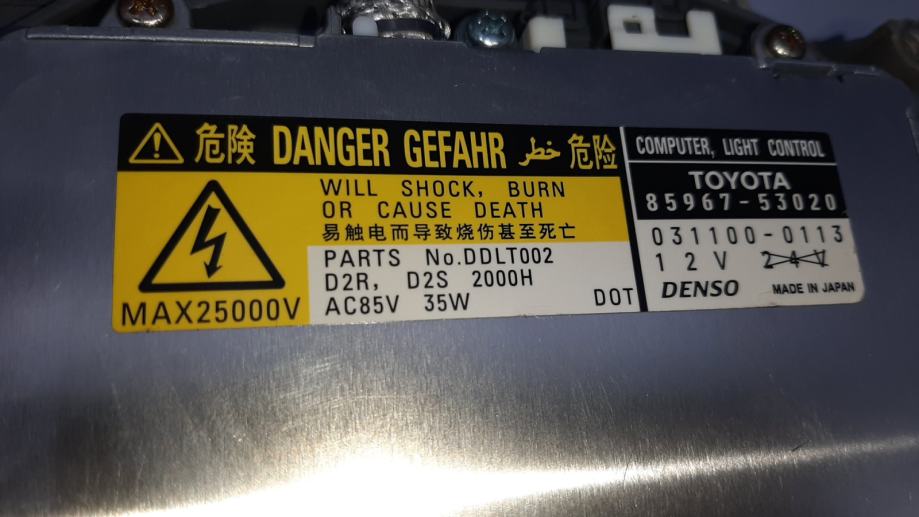 危険 DANGER GEFAHR خطر 危险
WILL SHOCK, BURN
OR CAUSE DEATH
易触电而导致烧伤甚至死亡
MAX25000V
PARTS No.DDLT002
D2R, D2S 2000H
AC85V 35W
DOT
COMPUTER, LIGHT CONTROL
TOYOTA
85967-53020
031100-0113
12V 24V
DENSO MADE IN JAPAN